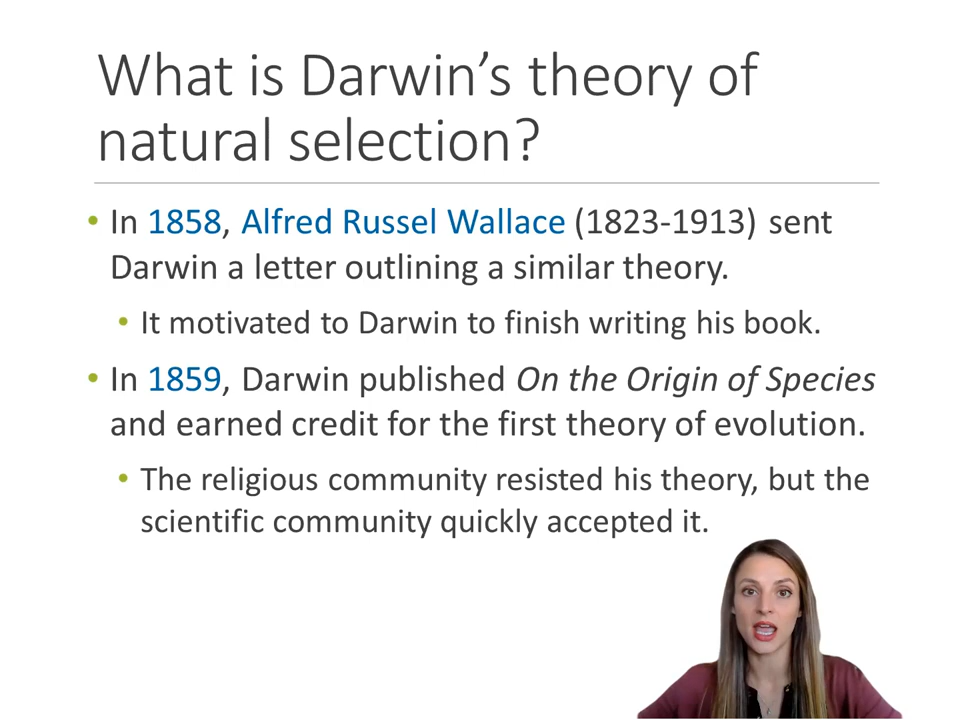 What is Darwin’s theory of
natural selection?
• In 1858, Alfred Russel Wallace (1823-1913) sent
Darwin a letter outlining a similar theory.
• It motivated to Darwin to finish writing his book.
• In 1859, Darwin published On the Origin of Species
and earned credit for the first theory of evolution.
• The religious community resisted his theory, but the
scientific community quickly accepted it.